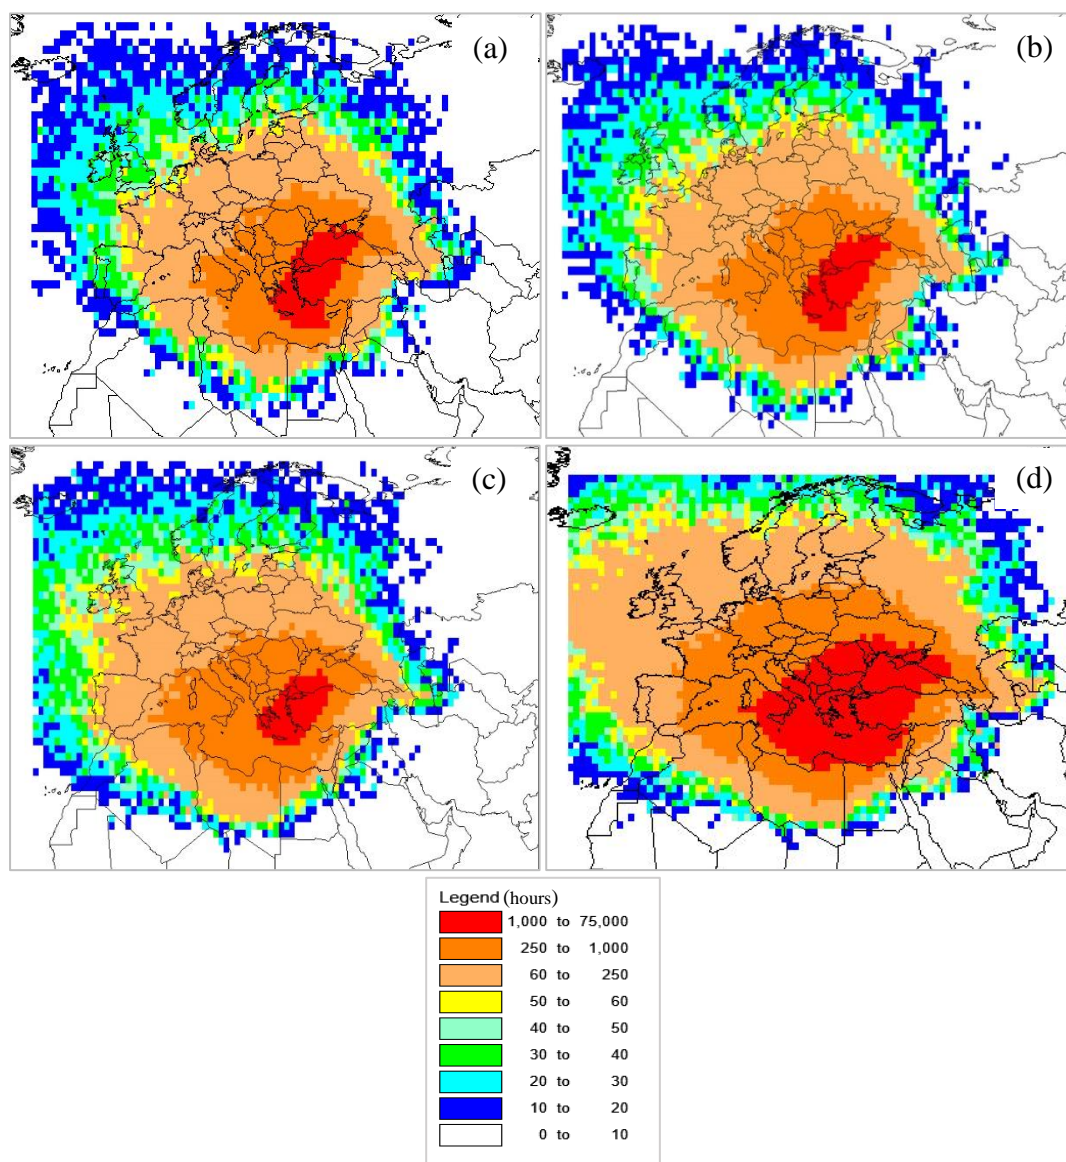 (a)
(b)
(c)
(d)
Legend (hours)
1,000 to 75,000
250 to 1,000
60 to 250
50 to 60
40 to 50
30 to 40
20 to 30
10 to 20
0 to 10